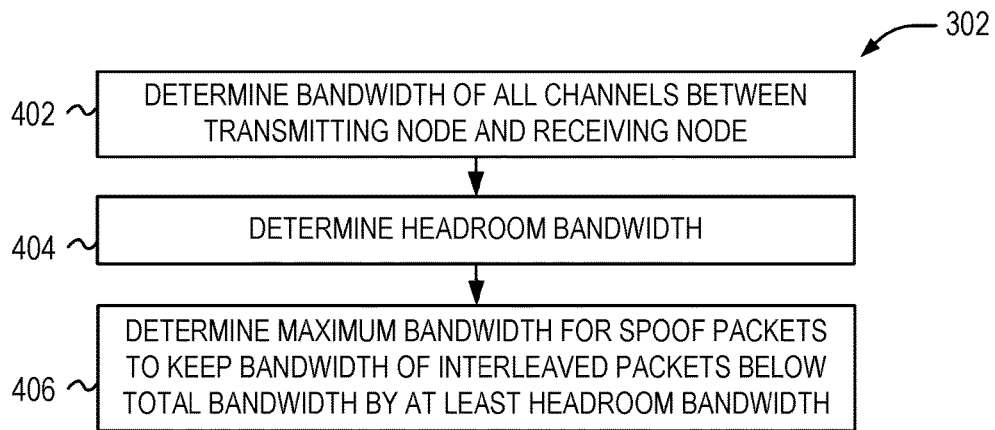 302
402
DETERMINE BANDWIDTH OF ALL CHANNELS BETWEEN
TRANSMITTING NODE AND RECEIVING NODE
404
DETERMINE HEADROOM BANDWIDTH
406
DETERMINE MAXIMUM BANDWIDTH FOR SPOOF PACKETS
TO KEEP BANDWIDTH OF INTERLEAVED PACKETS BELOW
TOTAL BANDWIDTH BY AT LEAST HEADROOM BANDWIDTH